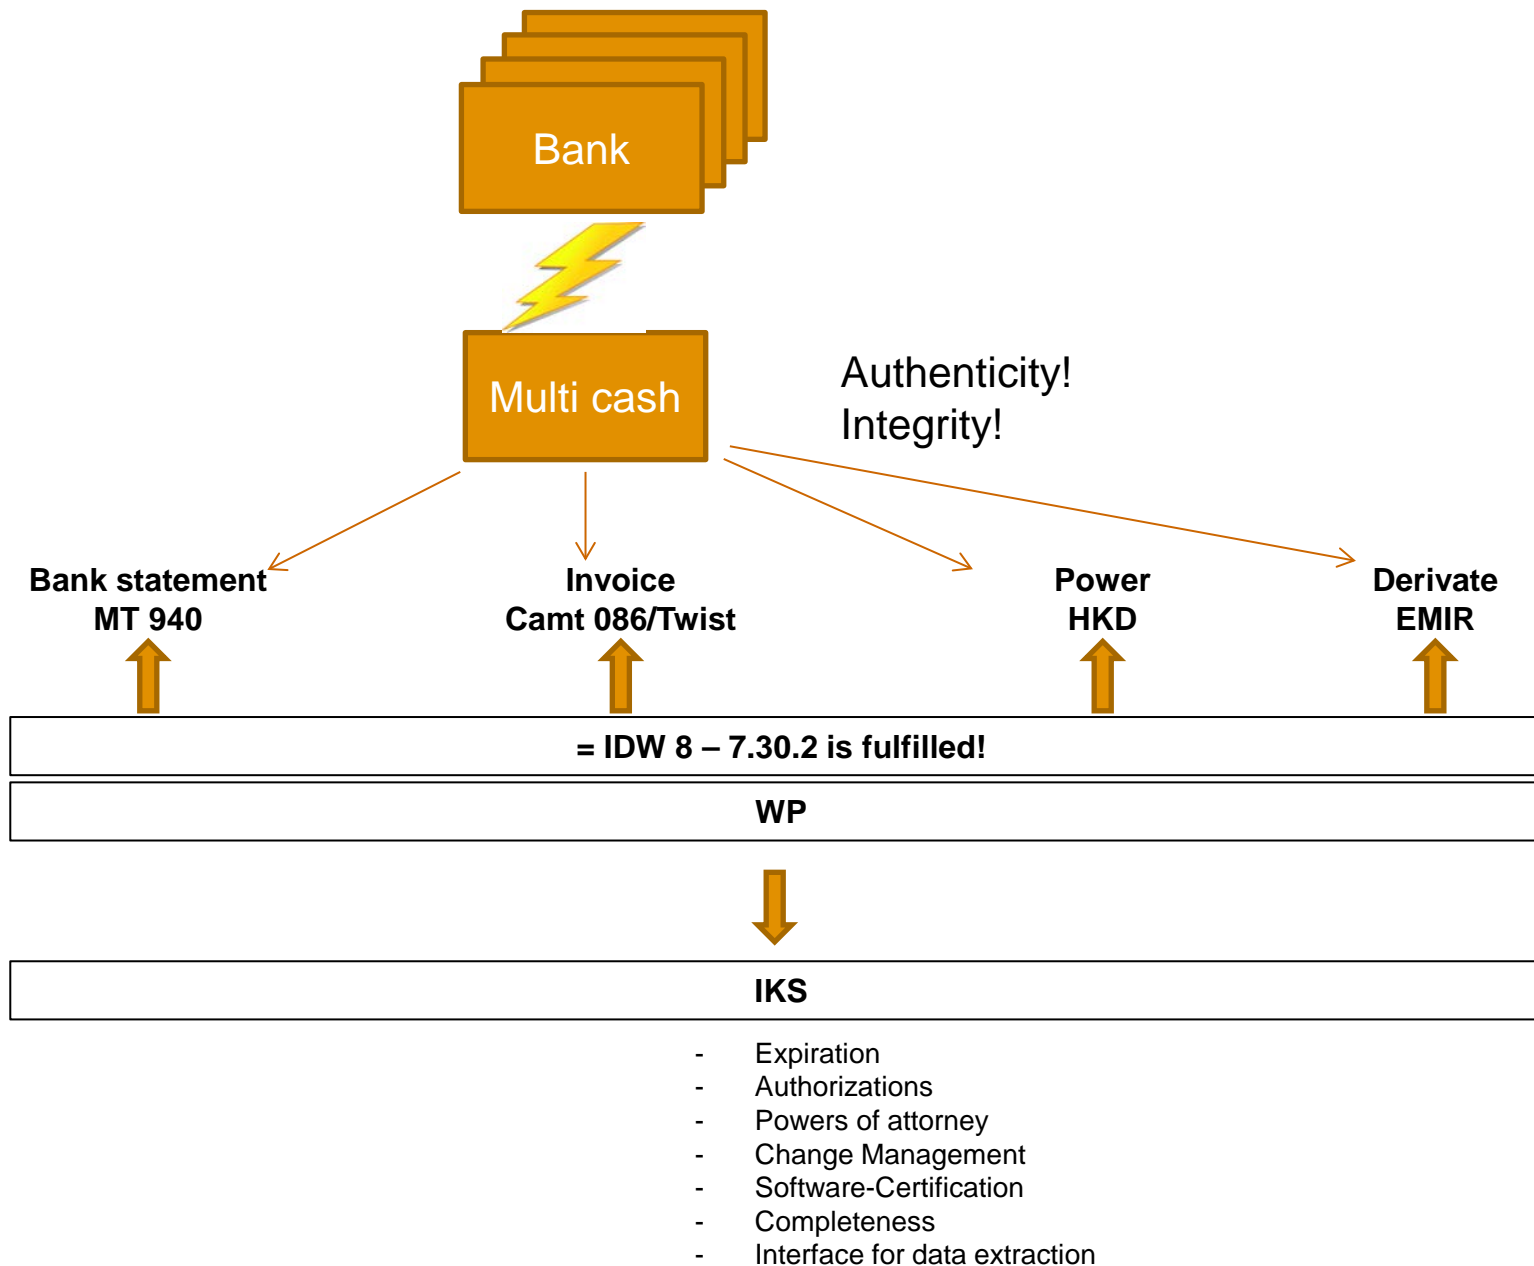 Bank
Multi cash
Authenticity!
Integrity!
Bank statement
MT 940
Invoice
Camt 086/Twist
Power
HKD
Derivate
EMIR
= IDW 8 – 7.30.2 is fulfilled!
WP
IKS
- Expiration
- Authorizations
- Powers of attorney
- Change Management
- Software-Certification
- Completeness
- Interface for data extraction